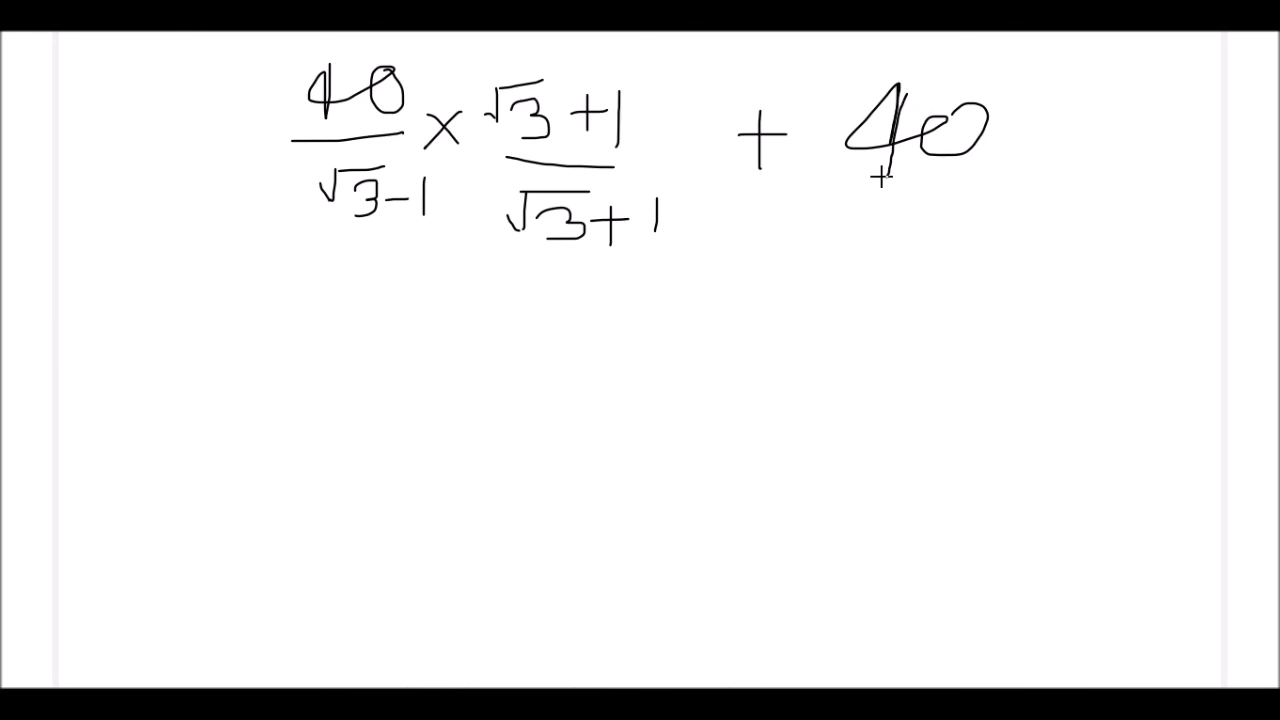 40/(√3-1) × (√3+1)/(√3+1) + 40